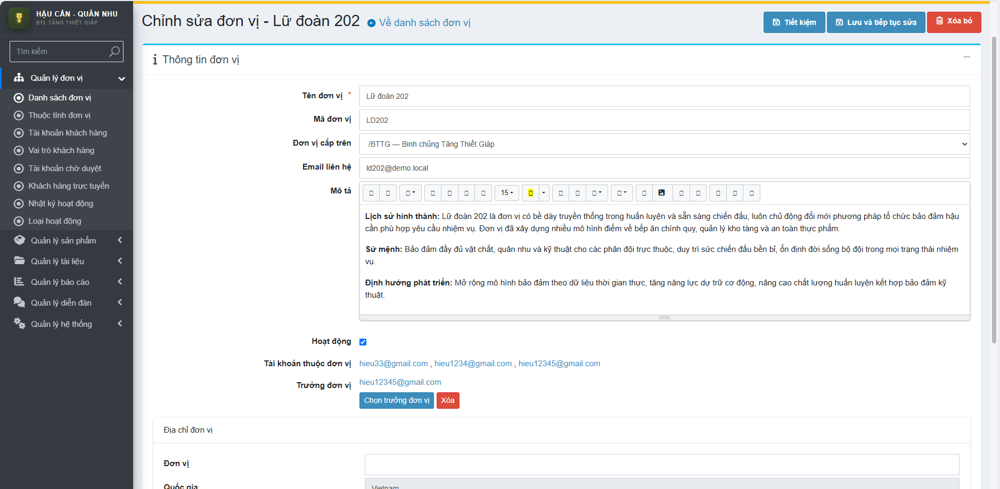 HẬU CẦN - QUÂN NHU
BTL TĂNG THIẾT GIÁP
Tìm kiếm
Quản lý đơn vị
Danh sách đơn vị
Thuộc tính đơn vị
Tài khoản khách hàng
Vai trò khách hàng
Tài khoản chờ duyệt
Khách hàng trực tuyến
Nhật ký hoạt động
Loại hoạt động
Quản lý sản phẩm
Quản lý tài liệu
Quản lý báo cáo
Quản lý diễn đàn
Quản lý hệ thống
Chỉnh sửa đơn vị - Lữ đoàn 202 Về danh sách đơn vị
Tiết kiệm
Lưu và tiếp tục sửa
Xóa bỏ
Thông tin đơn vị
Tên đơn vị * Lữ đoàn 202
Mã đơn vị LD202
Đơn vị cấp trên /BTTG — Binh chủng Tăng Thiết Giáp
Email liên hệ ld202@demo.local
Mô tả
15
Lịch sử hình thành: Lữ đoàn 202 là đơn vị có bề dày truyền thống trong huấn luyện và sẵn sàng chiến đấu, luôn chủ động đổi mới phương pháp tổ chức bảo đảm hậu
cần phù hợp yêu cầu nhiệm vụ. Đơn vị đã xây dựng nhiều mô hình điểm về bếp ăn chính quy, quản lý kho tàng và an toàn thực phẩm.
Sứ mệnh: Bảo đảm đầy đủ vật chất, quân nhu và kỹ thuật cho các phân đội trực thuộc, duy trì sức chiến đấu bền bỉ, ổn định đời sống bộ đội trong mọi trạng thái nhiệm
vụ.
Định hướng phát triển: Mở rộng mô hình bảo đảm theo dữ liệu thời gian thực, tăng năng lực dự trữ cơ động, nâng cao chất lượng huấn luyện kết hợp bảo đảm kỹ
thuật.
Hoạt động
Tài khoản thuộc đơn vị hieu33@gmail.com , hieu1234@gmail.com , hieu12345@gmail.com
Trưởng đơn vị hieu12345@gmail.com
Chọn trưởng đơn vị Xóa
Địa chỉ đơn vị
Đơn vị
Quốc gia Vietnam